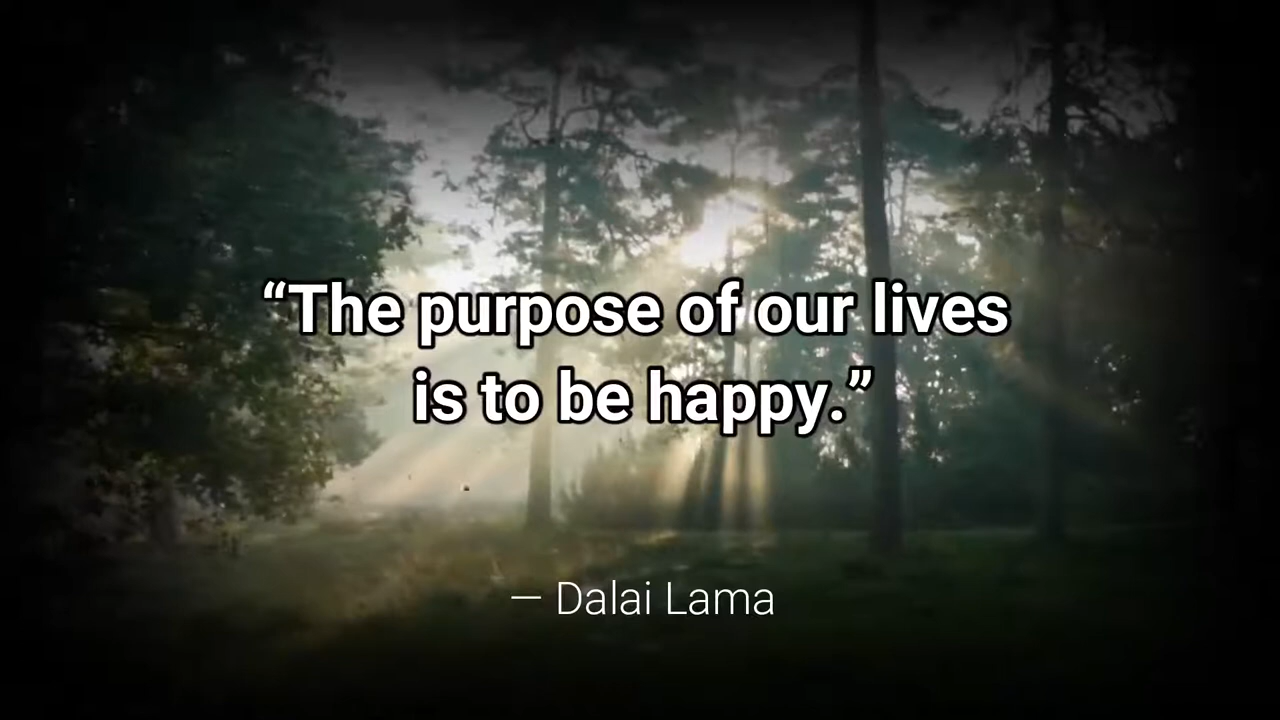 “The purpose of our lives
is to be happy.”
— Dalai Lama